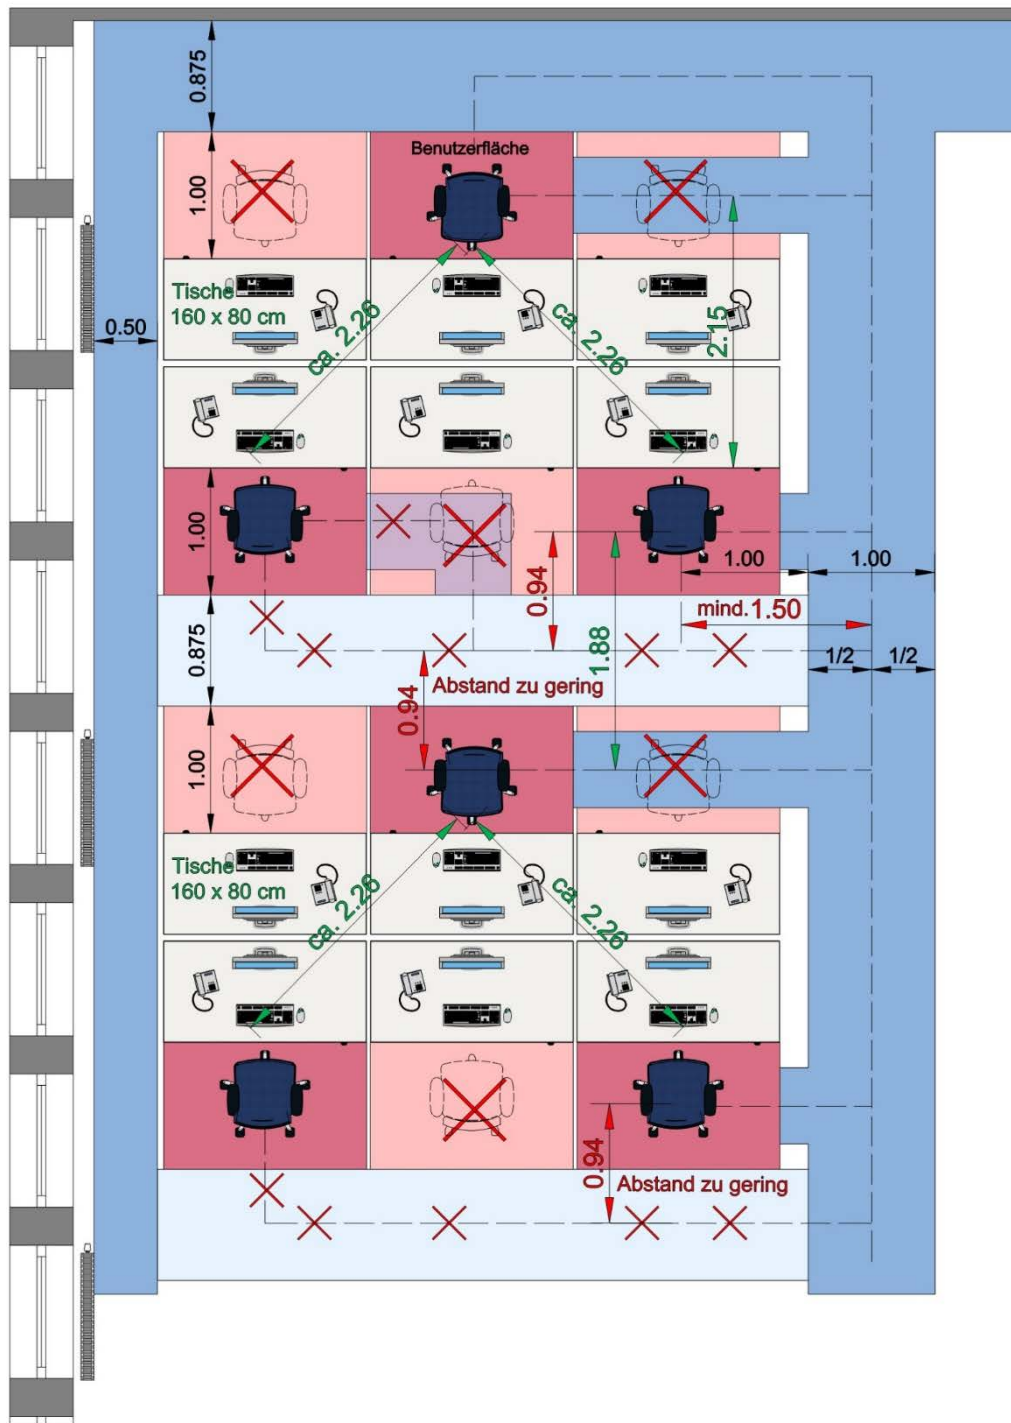 0.875
Benutzerfläche
1.00
Tische
160 x 80 cm
ca. 2.26
ca. 2.26
2.15
0.50
1.00
0.94
1.00
1.00
mind. 1.50
0.875
1.88
1/2
1/2
0.94
Abstand zu gering
1.00
Tische
160 x 80 cm
ca. 2.26
ca. 2.26
0.94
Abstand zu gering